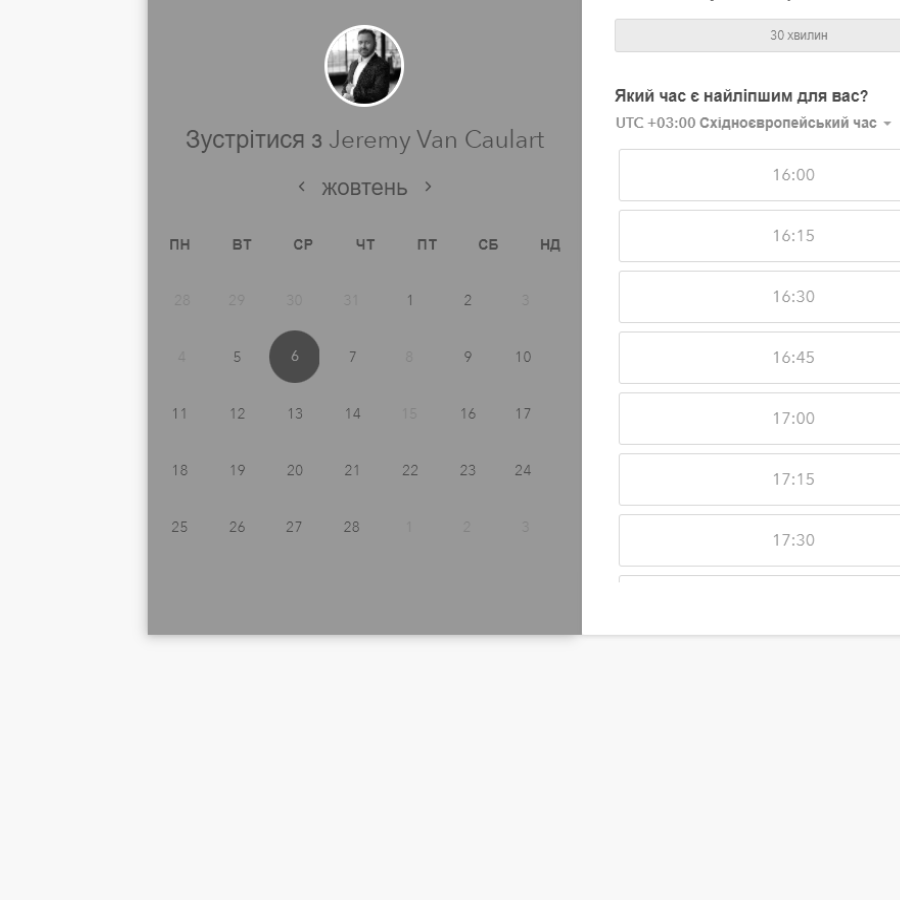 Зустрітися з Jeremy Van Caulart
жовтень
ПН ВТ СР ЧТ ПТ СБ НД
28 29 30 31 1 2 3
4 5 6 7 8 9 10
11 12 13 14 15 16 17
18 19 20 21 22 23 24
25 26 27 28 1 2 3
30 хвилин
Який час є найліпшим для вас?
UTC +03:00 Східноєвропейський час
16:00
16:15
16:30
16:45
17:00
17:15
17:30